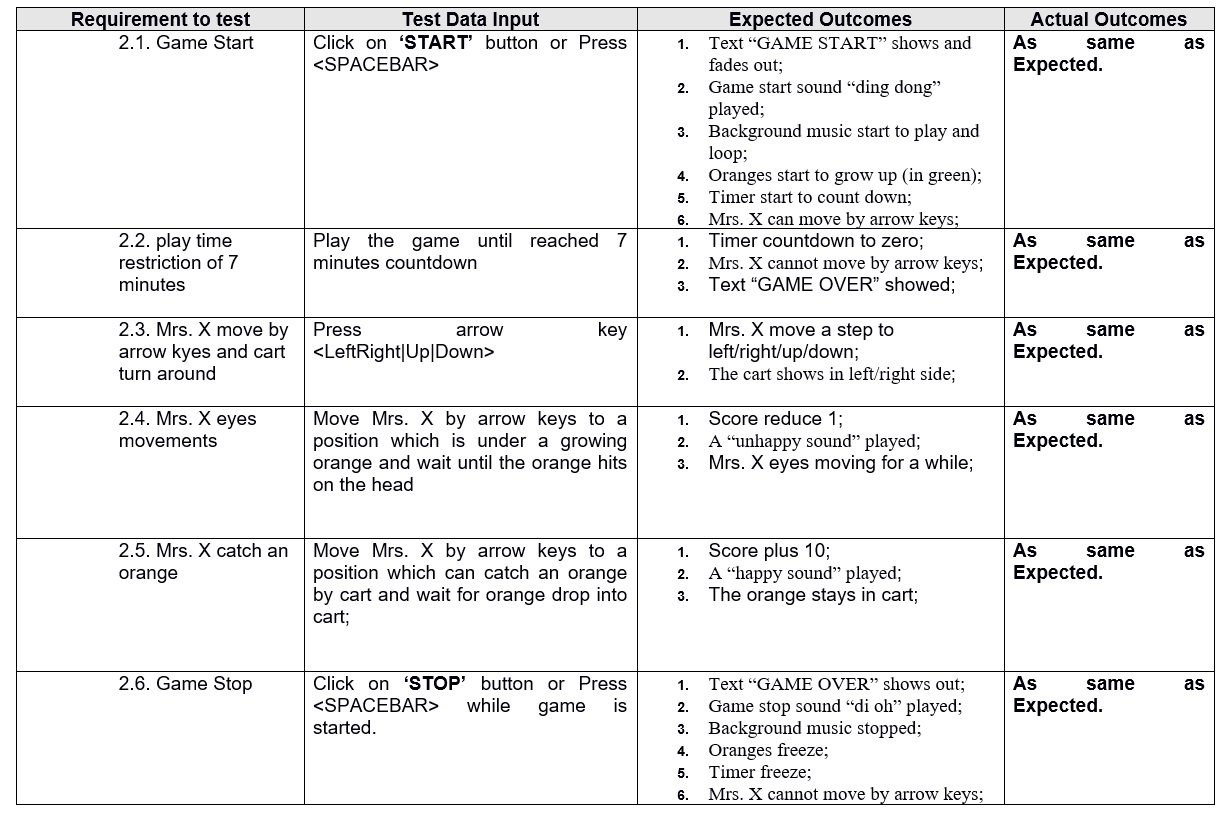 Requirement to test
Test Data Input
Expected Outcomes
Actual Outcomes
2.1. Game Start
Click on ‘START’ button or Press
<SPACEBAR>
1. Text “GAME START” shows and
fades out;
2. Game start sound “ding dong”
played;
3. Background music start to play and
loop;
4. Oranges start to grow up (in green);
5. Timer start to count down;
6. Mrs. X can move by arrow keys;
As same as
Expected.
2.2. play time
restriction of 7
minutes
Play the game until reached 7
minutes countdown
1. Timer countdown to zero;
2. Mrs. X cannot move by arrow keys;
3. Text “GAME OVER” showed;
As same as
Expected.
2.3. Mrs. X move by
arrow kyes and cart
turn around
Press arrow key
<LeftRight|Up|Down>
1. Mrs. X move a step to
left/right/up/down;
2. The cart shows in left/right side;
As same as
Expected.
2.4. Mrs. X eyes
movements
Move Mrs. X by arrow keys to a
position which is under a growing
orange and wait until the orange hits
on the head
1. Score reduce 1;
2. A “unhappy sound” played;
3. Mrs. X eyes moving for a while;
As same as
Expected.
2.5. Mrs. X catch an
orange
Move Mrs. X by arrow keys to a
position which can catch an orange
by cart and wait for orange drop into
cart;
1. Score plus 10;
2. A “happy sound” played;
3. The orange stays in cart;
As same as
Expected.
2.6. Game Stop
Click on ‘STOP’ button or Press
<SPACEBAR> while game is
started.
1. Text “GAME OVER” shows out;
2. Game stop sound “di oh” played;
3. Background music stopped;
4. Oranges freeze;
5. Timer freeze;
6. Mrs. X cannot move by arrow keys;
As same as
Expected.